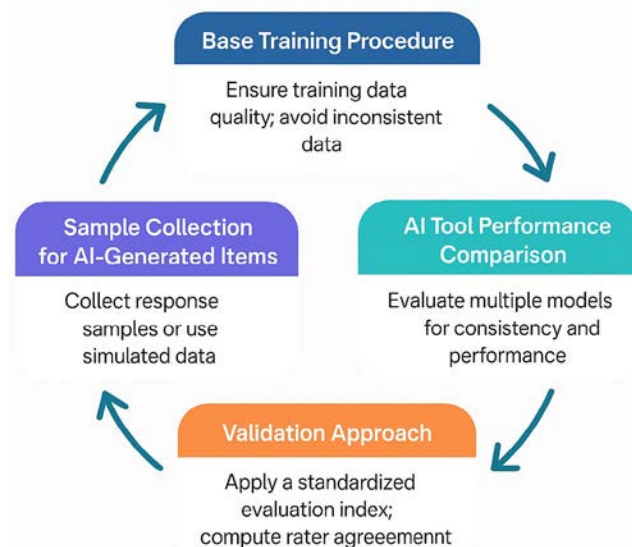 Base Training Procedure
Ensure training data
quality; avoid inconsistent
data
Sample Collection
for AI-Generated Items
Collect response
samples or use
simulated data
AI Tool Performance
Comparison
Evaluate multiple models
for consistency and
performance
Validation Approach
Apply a standardized
evaluation index;
compute rater agreeemennt